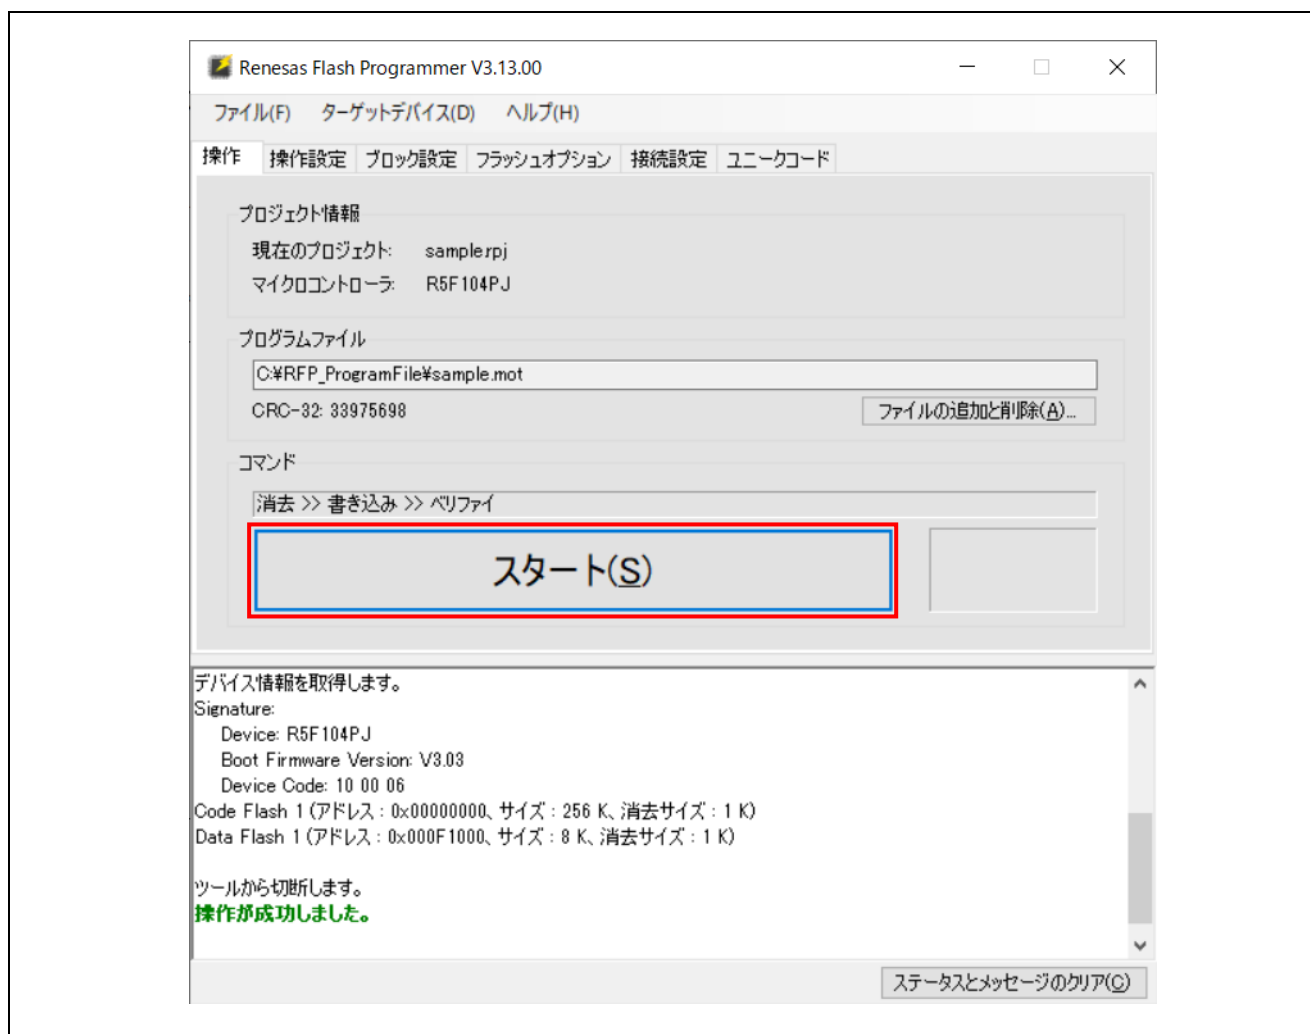 Renesas Flash Programmer V3.13.00
ファイル(F) ターゲットデバイス(D) ヘルプ(H)
操作 操作設定 ブロック設定 フラッシュオプション 接続設定 ユニークコード
プロジェクト情報
現在のプロジェクト: sample.rpj
マイクロコントローラ: R5F104PJ
プログラムファイル
C:¥RFP_ProgramFile¥sample.mot
CRC-32: 33975698 ファイルの追加と削除(A)...
コマンド
消去 >> 書き込み >> ベリファイ
スタート(S)
デバイス情報を取得します。
Signature:
Device: R5F104PJ
Boot Firmware Version: V3.03
Device Code: 10 00 06
Code Flash 1 (アドレス : 0x00000000、サイズ : 256 K、消去サイズ : 1 K)
Data Flash 1 (アドレス : 0x000F1000、サイズ : 8 K、消去サイズ : 1 K)
ツールから切断します。
操作が成功しました。
ステータスとメッセージのクリア(C)